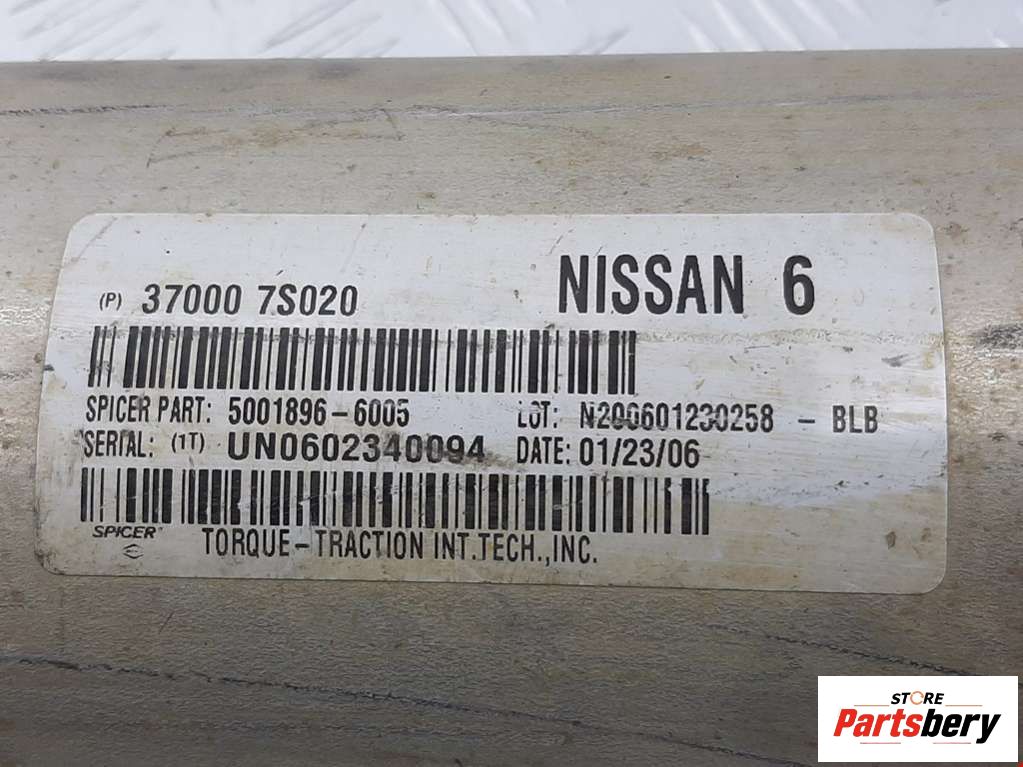 (P) 37000 7S020 NISSAN 6
SPICER PART: 5001896-6005 LOT: N200601230258 - BLB
SERIAL: (1T) UN0602340094 DATE: 01/23/06
SPICER® TORQUE-TRACTION INT.TECH.,INC.
STORE
Partsbery